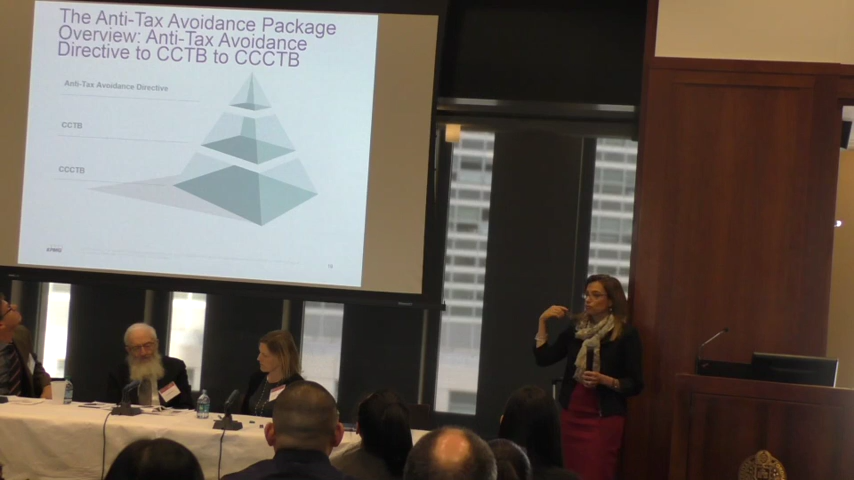 The Anti-Tax Avoidance Package
Overview: Anti-Tax Avoidance
Directive to CCTB to CCCTB
Anti-Tax Avoidance Directive
CCTB
CCCTB
KPMG